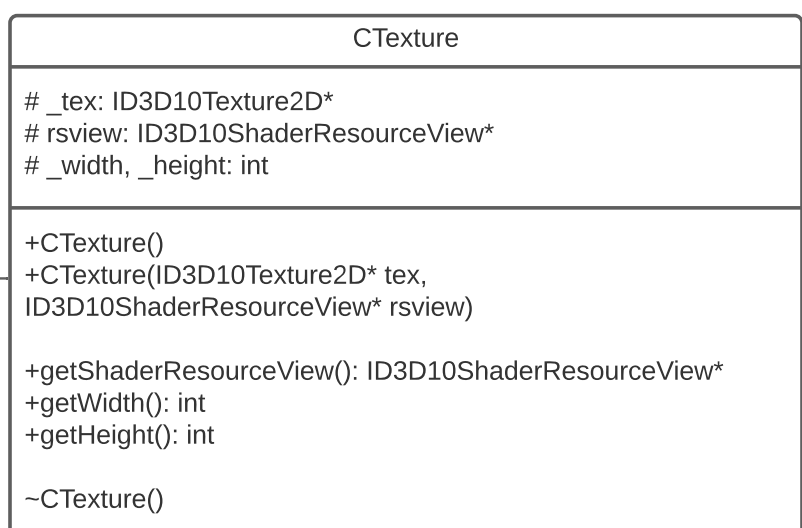 CTexture
# _tex: ID3D10Texture2D*
# rsview: ID3D10ShaderResourceView*
# _width, _height: int
+CTexture()
+CTexture(ID3D10Texture2D* tex,
ID3D10ShaderResourceView* rsview)
+getShaderResourceView(): ID3D10ShaderResourceView*
+getWidth(): int
+getHeight(): int
~CTexture()